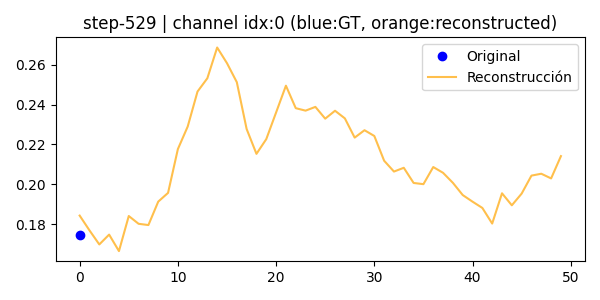 step-529 | channel idx:0 (blue:GT, orange:reconstructed)
Original
Reconstrucción
0.26
0.24
0.22
0.20
0.18
0 10 20 30 40 50